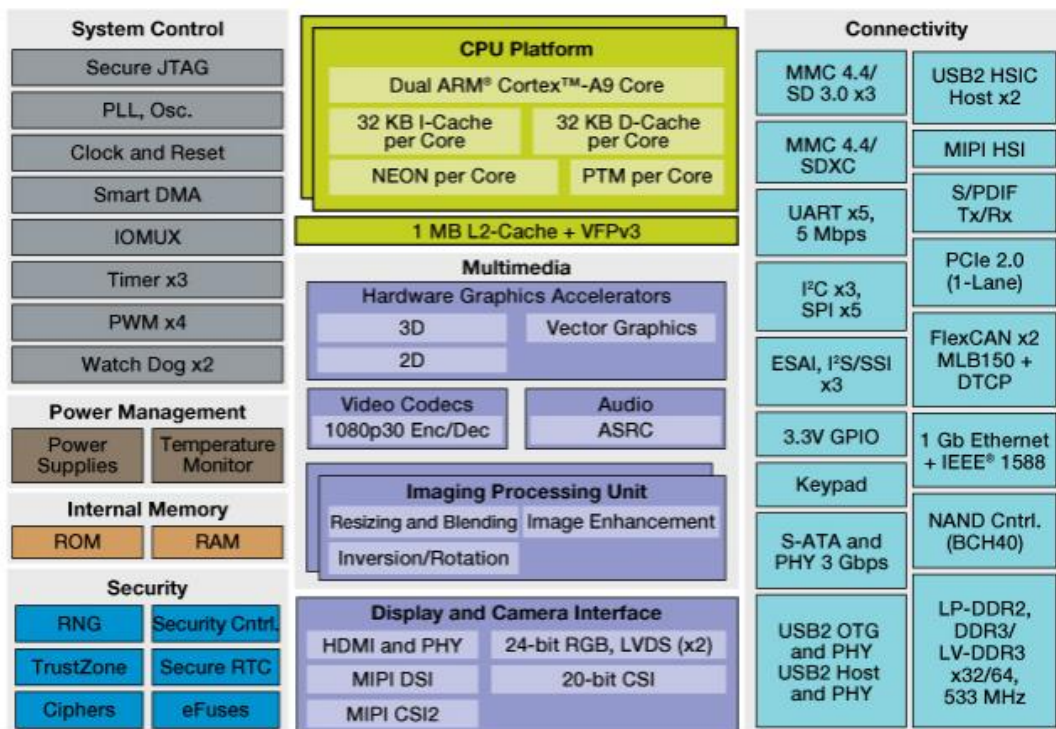 System Control
Secure JTAG
PLL, Osc.
Clock and Reset
Smart DMA
IOMUX
Timer x3
PWM x4
Watch Dog x2
Power Management
Power
Supplies
Temperature
Monitor
Internal Memory
ROM
RAM
Security
RNG
Security Cntrl.
TrustZone
Secure RTC
Ciphers
eFuses
CPU Platform
Dual ARM® Cortex™-A9 Core
32 KB I-Cache
per Core
32 KB D-Cache
per Core
NEON per Core
PTM per Core
1 MB L2-Cache + VFPv3
Multimedia
Hardware Graphics Accelerators
3D
Vector Graphics
2D
Video Codecs
1080p30 Enc/Dec
Audio
ASRC
Imaging Processing Unit
Resizing and Blending
Image Enhancement
Inversion/Rotation
Display and Camera Interface
HDMI and PHY
24-bit RGB, LVDS (x2)
MIPI DSI
20-bit CSI
MIPI CSI2
Connectivity
MMC 4.4/
SD 3.0 x3
MMC 4.4/
SDXC
UART x5,
5 Mbps
I²C x3,
SPI x5
ESAI, I²S/SSI
x3
3.3V GPIO
Keypad
S-ATA and
PHY 3 Gbps
USB2 OTG
and PHY
USB2 Host
and PHY
USB2 HSIC
Host x2
MIPI HSI
S/PDIF
Tx/Rx
PCIe 2.0
(1-Lane)
FlexCAN x2
MLB150 +
DTCP
1 Gb Ethernet
+ IEEE® 1588
NAND Cntrl.
(BCH40)
LP-DDR2,
DDR3/
LV-DDR3
x32/64,
533 MHz